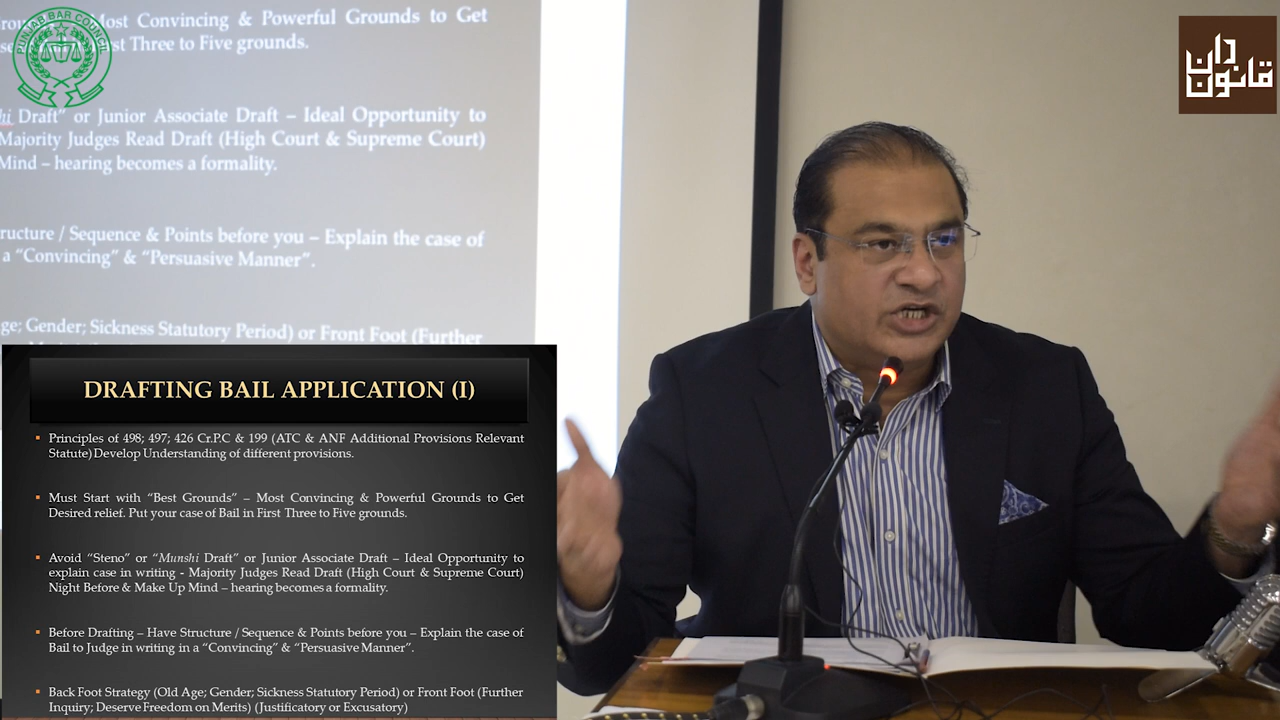 PUNJAB BAR COUNCIL
Most Convincing & Powerful Grounds to Get
Three to Five grounds.
Draft” or Junior Associate Draft – Ideal Opportunity to
Majority Judges Read Draft (High Court & Supreme Court)
Mind – hearing becomes a formality.
Structure / Sequence & Points before you – Explain the case of
a “Convincing” & “Persuasive Manner”.
ge; Gender; Sickness Statutory Period) or Front Foot (Further
قانون دان
DRAFTING BAIL APPLICATION (I)
▪ Principles of 498; 497; 426 Cr.P.C & 199 (ATC & ANF Additional Provisions Relevant
Statute) Develop Understanding of different provisions.
▪ Must Start with “Best Grounds” – Most Convincing & Powerful Grounds to Get
Desired relief. Put your case of Bail in First Three to Five grounds.
▪ Avoid “Steno” or “Munshi Draft” or Junior Associate Draft – Ideal Opportunity to
explain case in writing - Majority Judges Read Draft (High Court & Supreme Court)
Night Before & Make Up Mind – hearing becomes a formality.
▪ Before Drafting – Have Structure / Sequence & Points before you – Explain the case of
Bail to Judge in writing in a “Convincing” & “Persuasive Manner”.
▪ Back Foot Strategy (Old Age; Gender; Sickness Statutory Period) or Front Foot (Further
Inquiry; Deserve Freedom on Merits) (Justificatory or Excusatory)